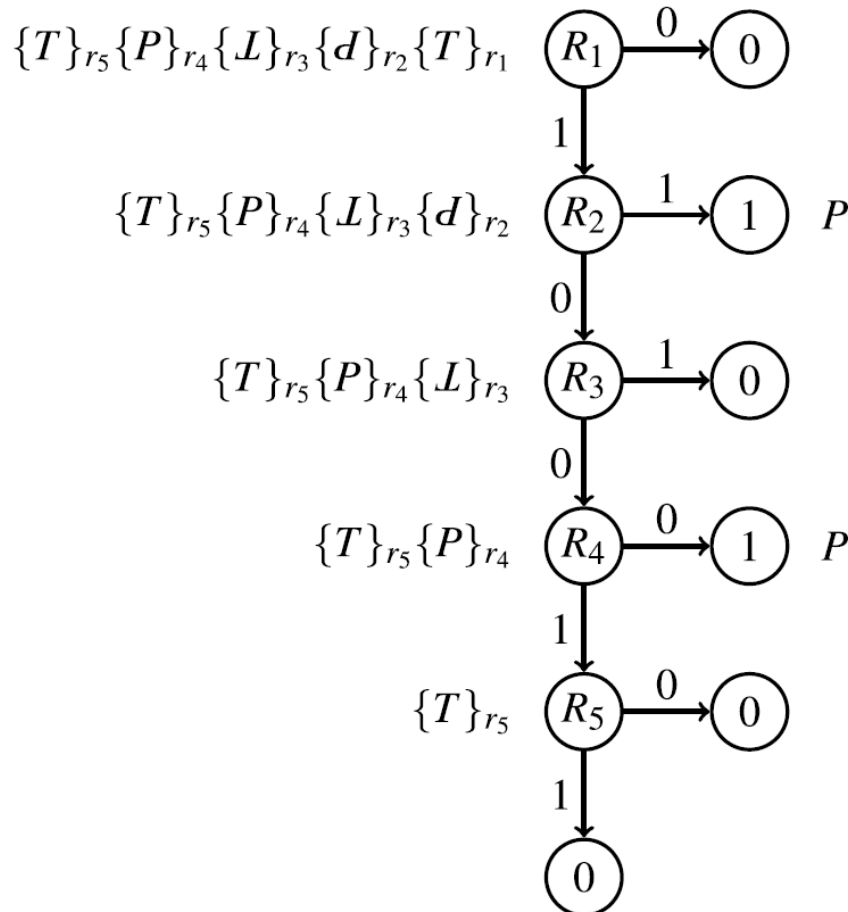 {T}r₅{P}r₄{Ʇ}r₃{Ԁ}r₂{T}r₁ R₁ 0 0
1
{T}r₅{P}r₄{Ʇ}r₃{Ԁ}r₂ R₂ 1 1 P
0
{T}r₅{P}r₄{Ʇ}r₃ R₃ 1 0
0
{T}r₅{P}r₄ R₄ 0 1 P
1
{T}r₅ R₅ 0 0
1
0